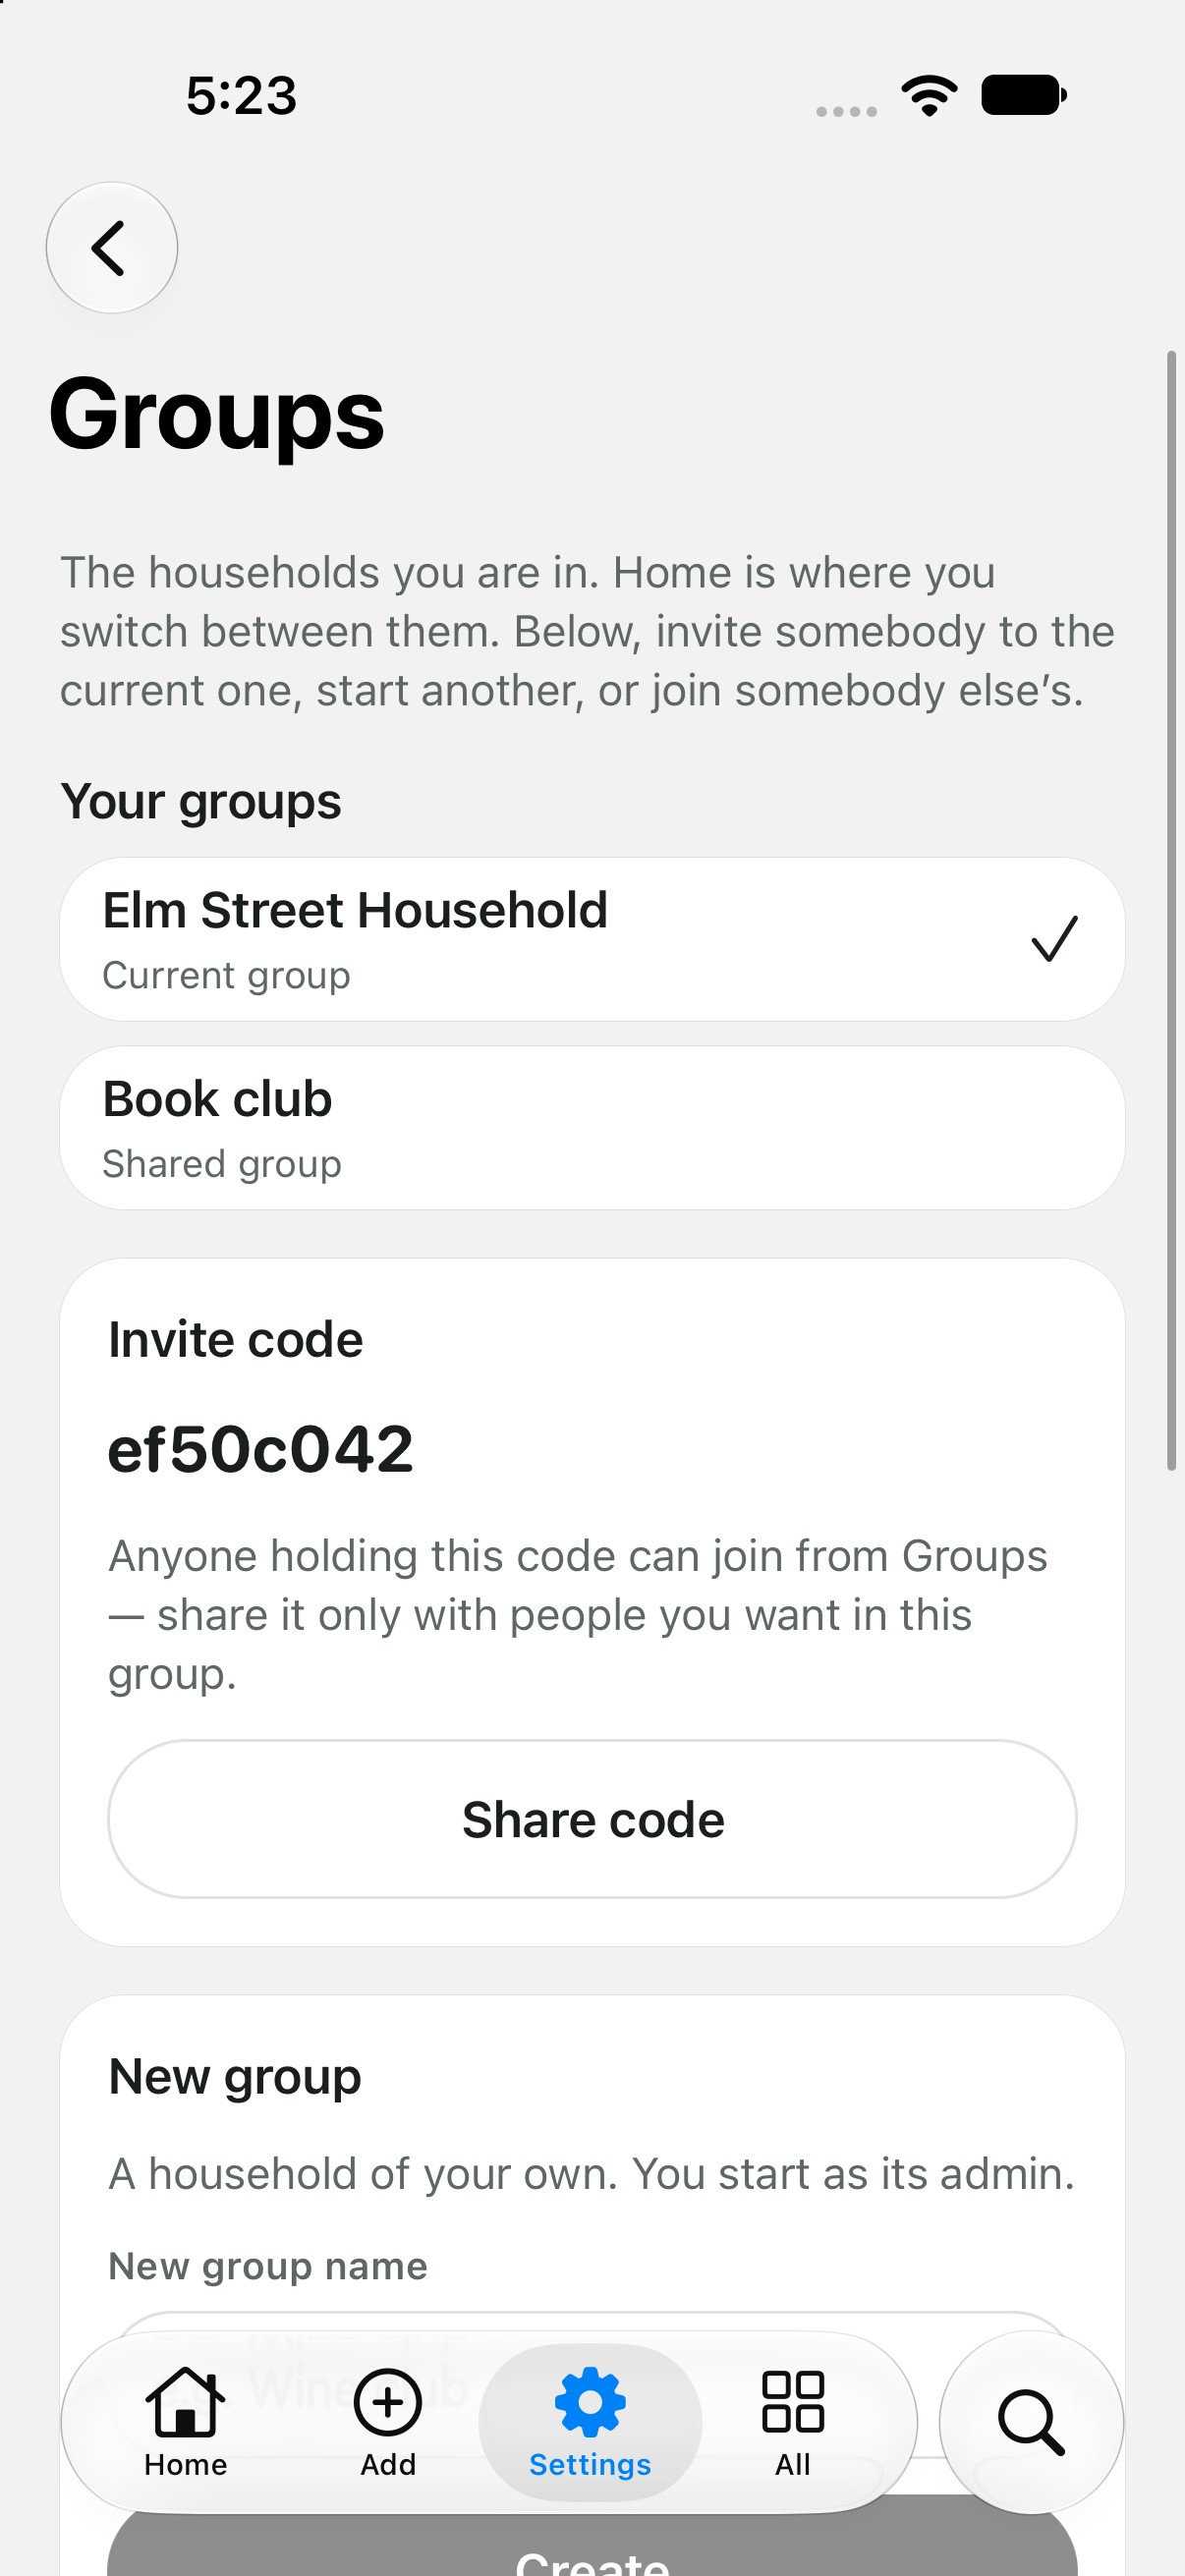 5:23
Groups
The households you are in. Home is where you
switch between them. Below, invite somebody to the
current one, start another, or join somebody else’s.
Your groups
Elm Street Household
Current group
Book club
Shared group
Invite code
ef50c042
Anyone holding this code can join from Groups
— share it only with people you want in this
group.
Share code
New group
A household of your own. You start as its admin.
New group name
Home
Add
Settings
All
Create